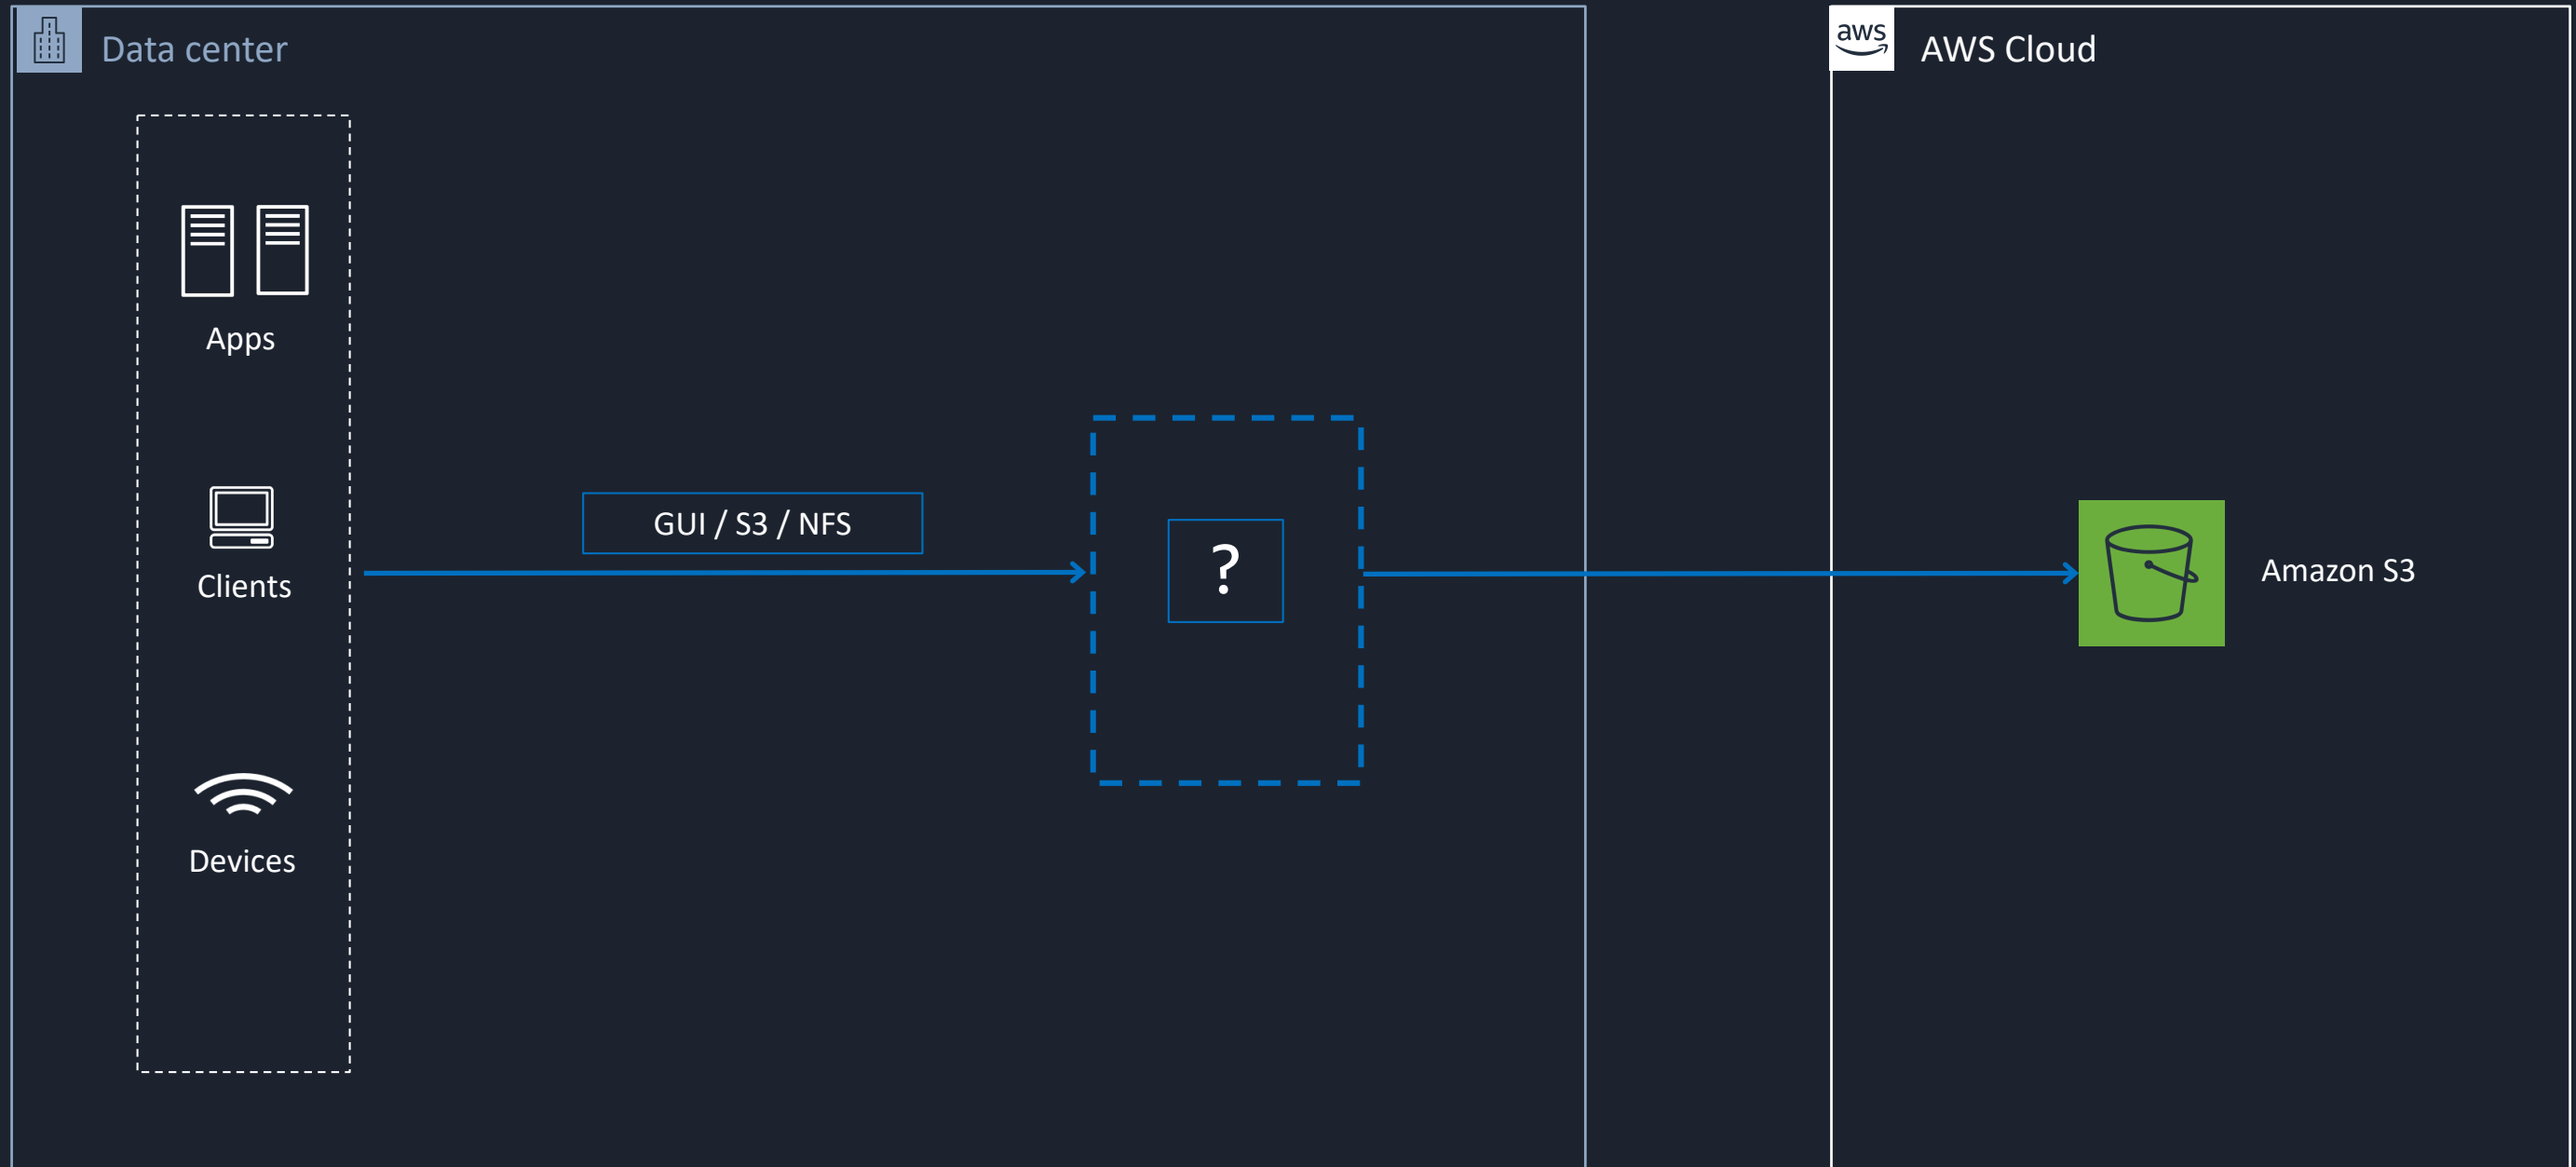 Data center
aws
AWS Cloud
Apps
GUI / S3 / NFS
?
Clients
Amazon S3
Devices